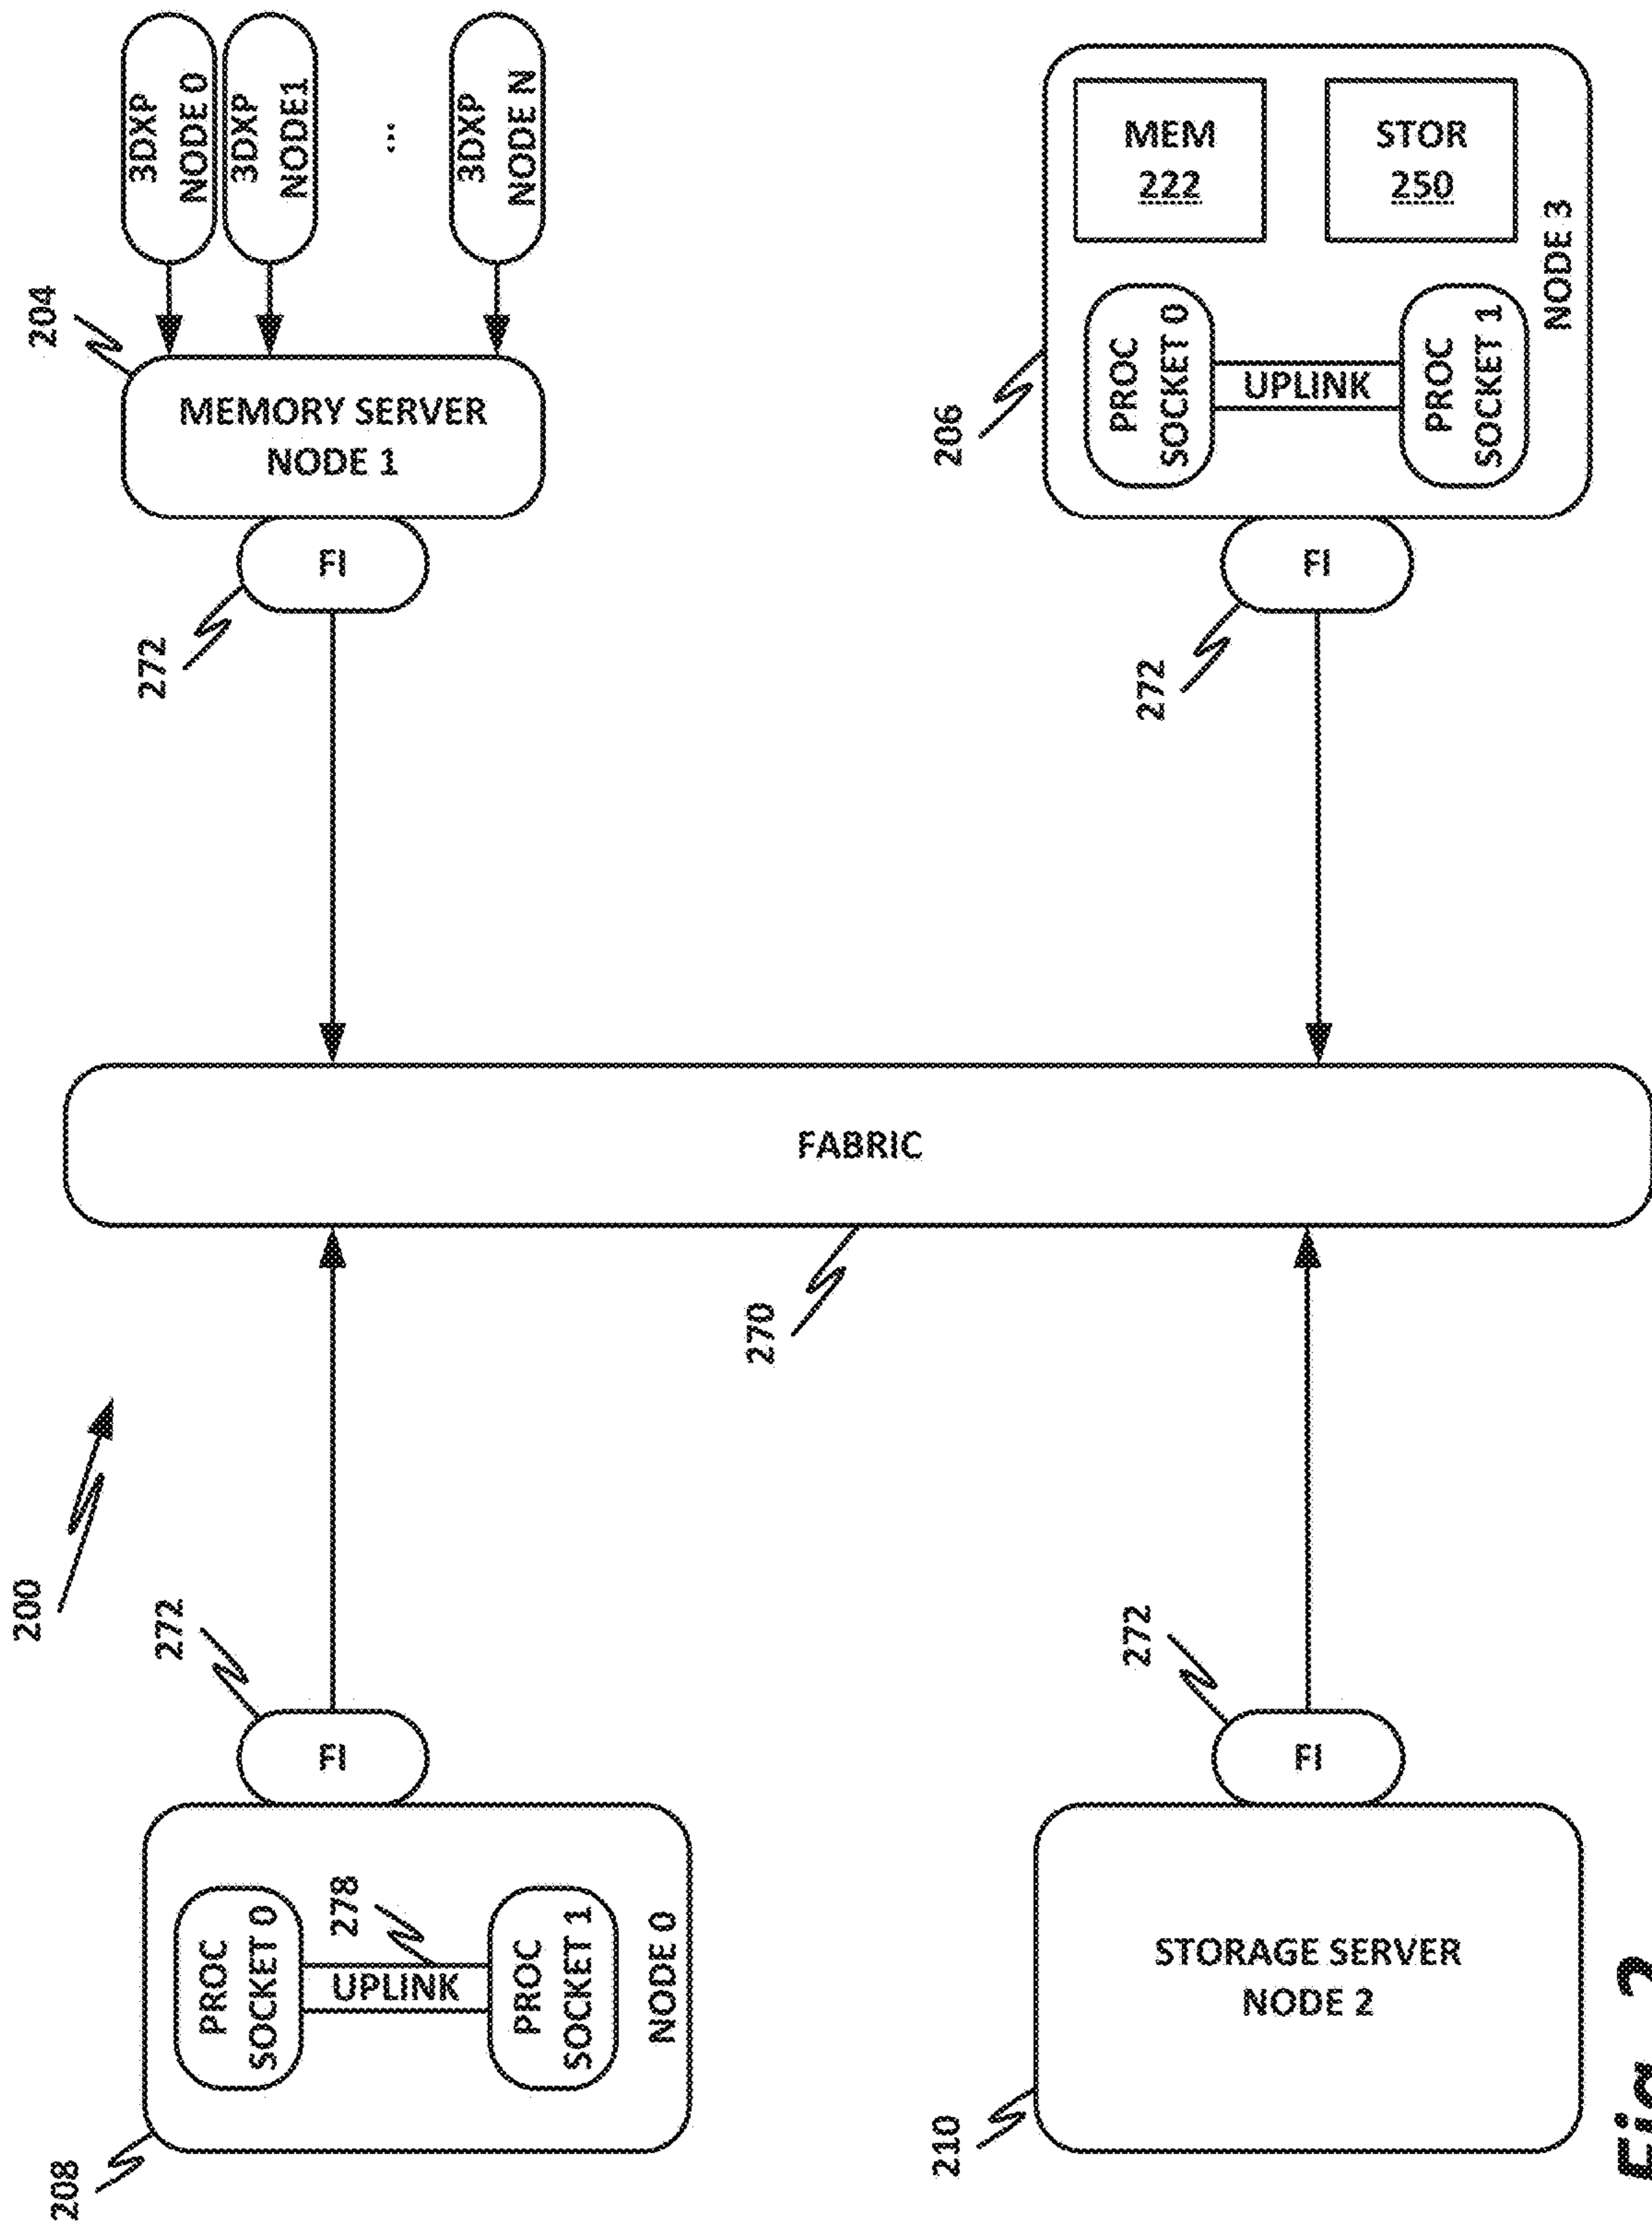 200
208
PROC
SOCKET 0
278
UPLINK
PROC
SOCKET 1
NODE 0
272
FI
272
FI
204
MEMORY SERVER
NODE 1
3DXP
NODE 0
3DXP
NODE1
...
3DXP
NODE N
270
FABRIC
210
STORAGE SERVER
NODE 2
272
FI
272
FI
206
PROC
SOCKET 0
UPLINK
PROC
SOCKET 1
MEM
222
STOR
250
NODE 3
Fig. 2